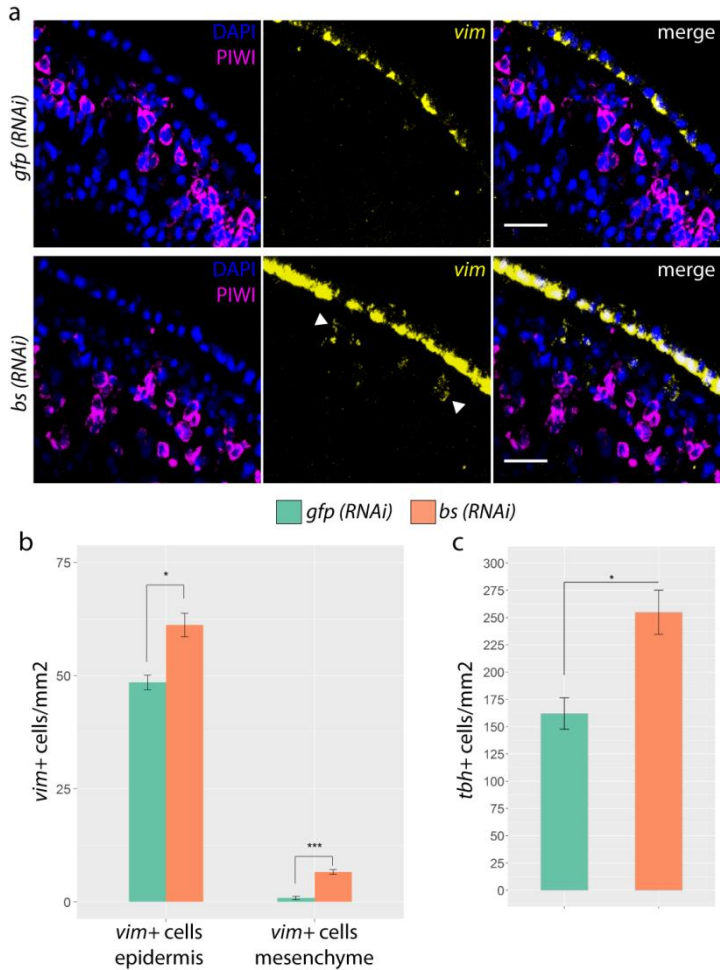 a
DAPI
PIWI
vim
merge
gfp (RNAi)
DAPI
PIWI
vim
merge
bs (RNAi)
gfp (RNAi)
bs (RNAi)
b
75
50
25
0
vim+ cells/mm2
*
***
vim+ cells
epidermis
vim+ cells
mesenchyme
c
300
275
250
225
200
175
150
125
100
75
50
25
0
tbh+ cells/mm2
*